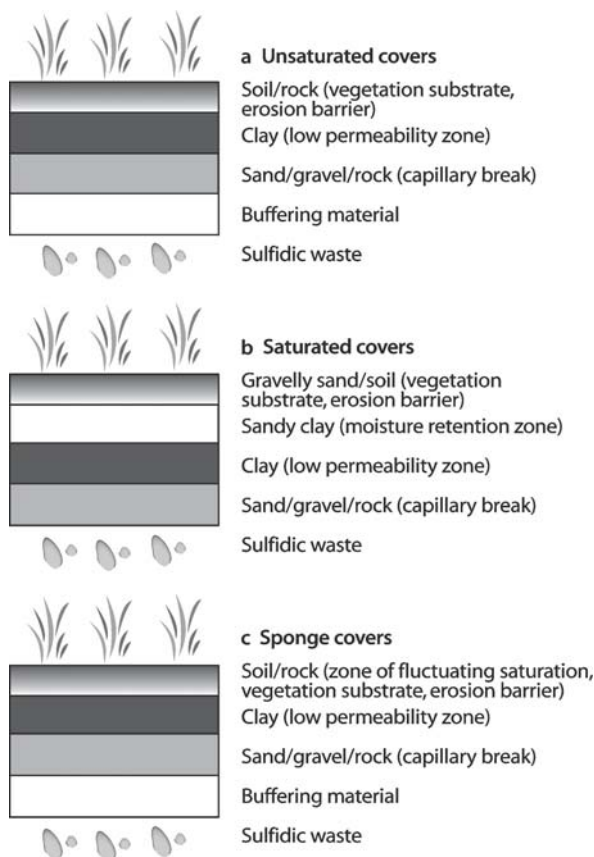 a Unsaturated covers
Soil/rock (vegetation substrate,
erosion barrier)
Clay (low permeability zone)
Sand/gravel/rock (capillary break)
Buffering material
Sulfidic waste
b Saturated covers
Gravelly sand/soil (vegetation
substrate, erosion barrier)
Sandy clay (moisture retention zone)
Clay (low permeability zone)
Sand/gravel/rock (capillary break)
Sulfidic waste
c Sponge covers
Soil/rock (zone of fluctuating saturation,
vegetation substrate, erosion barrier)
Clay (low permeability zone)
Sand/gravel/rock (capillary break)
Buffering material
Sulfidic waste